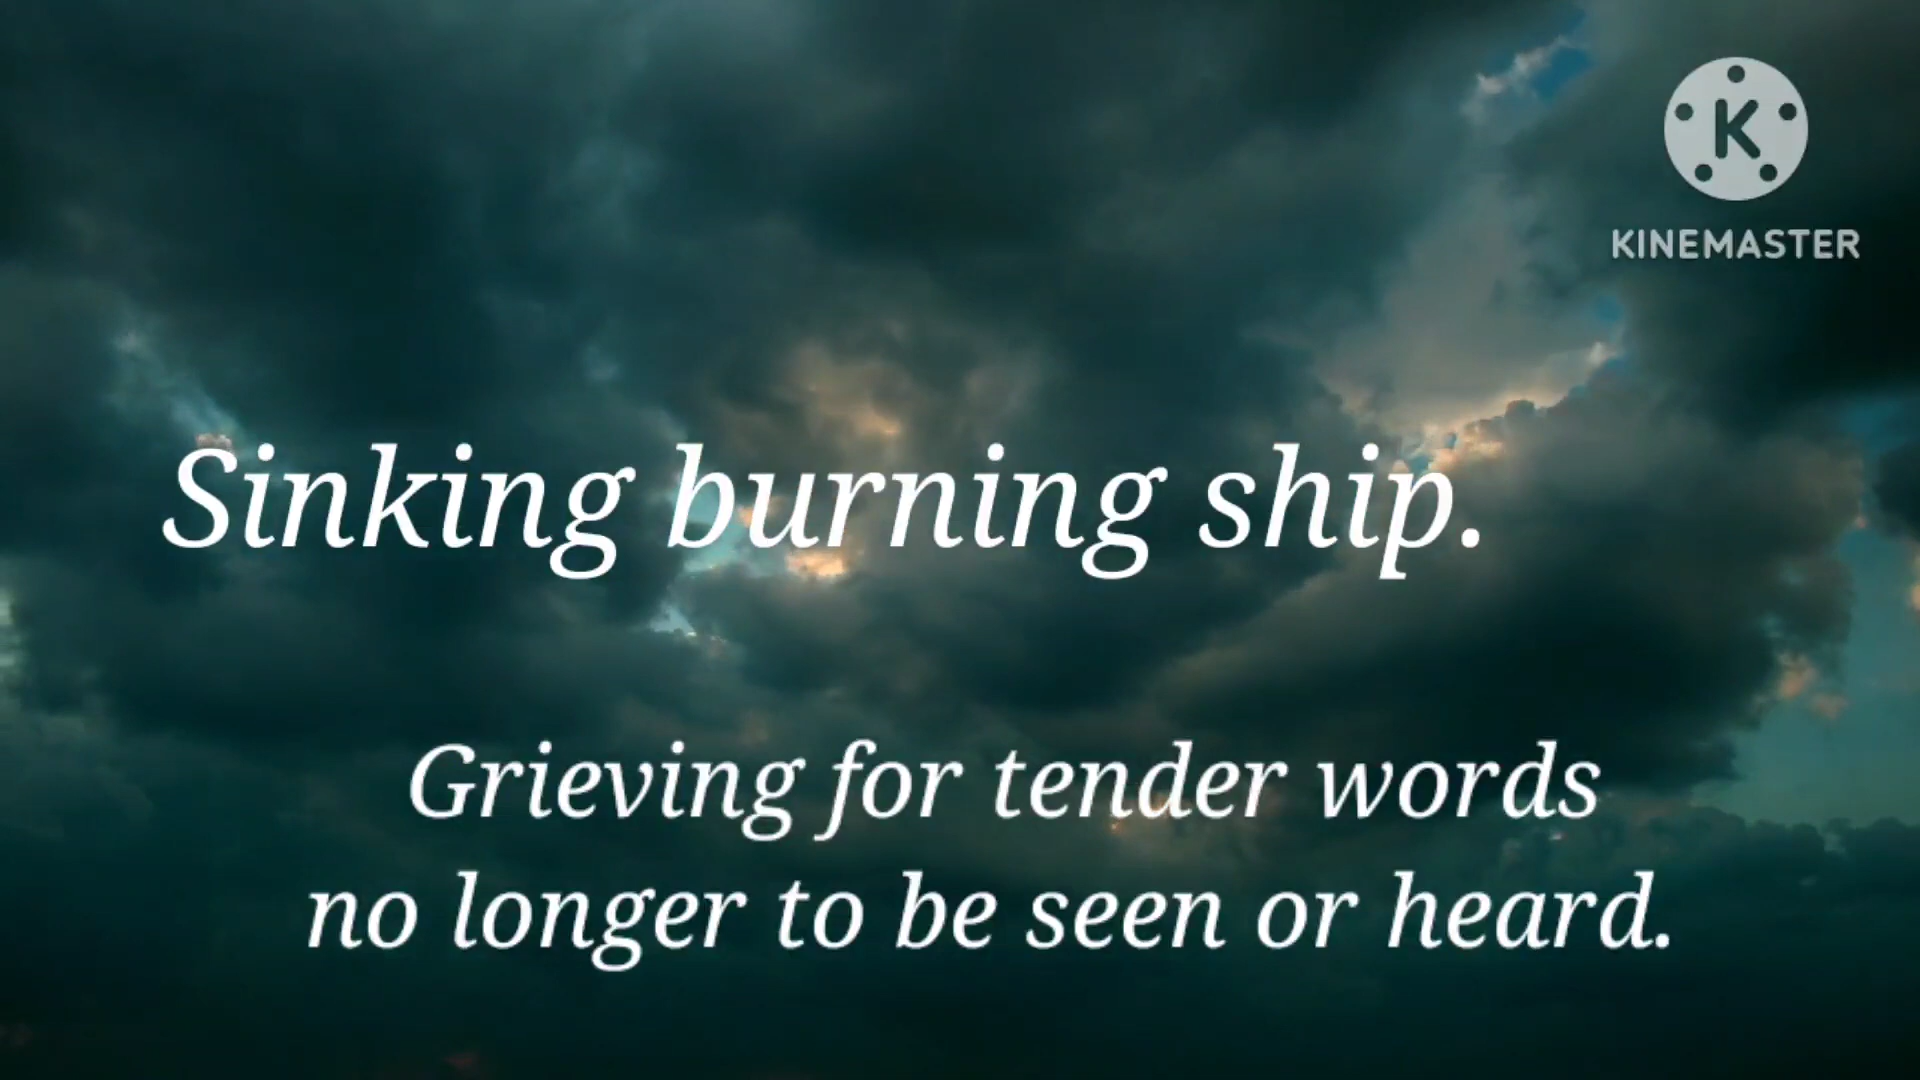 K
KINEMASTER
Sinking burning ship.
Grieving for tender words
no longer to be seen or heard.